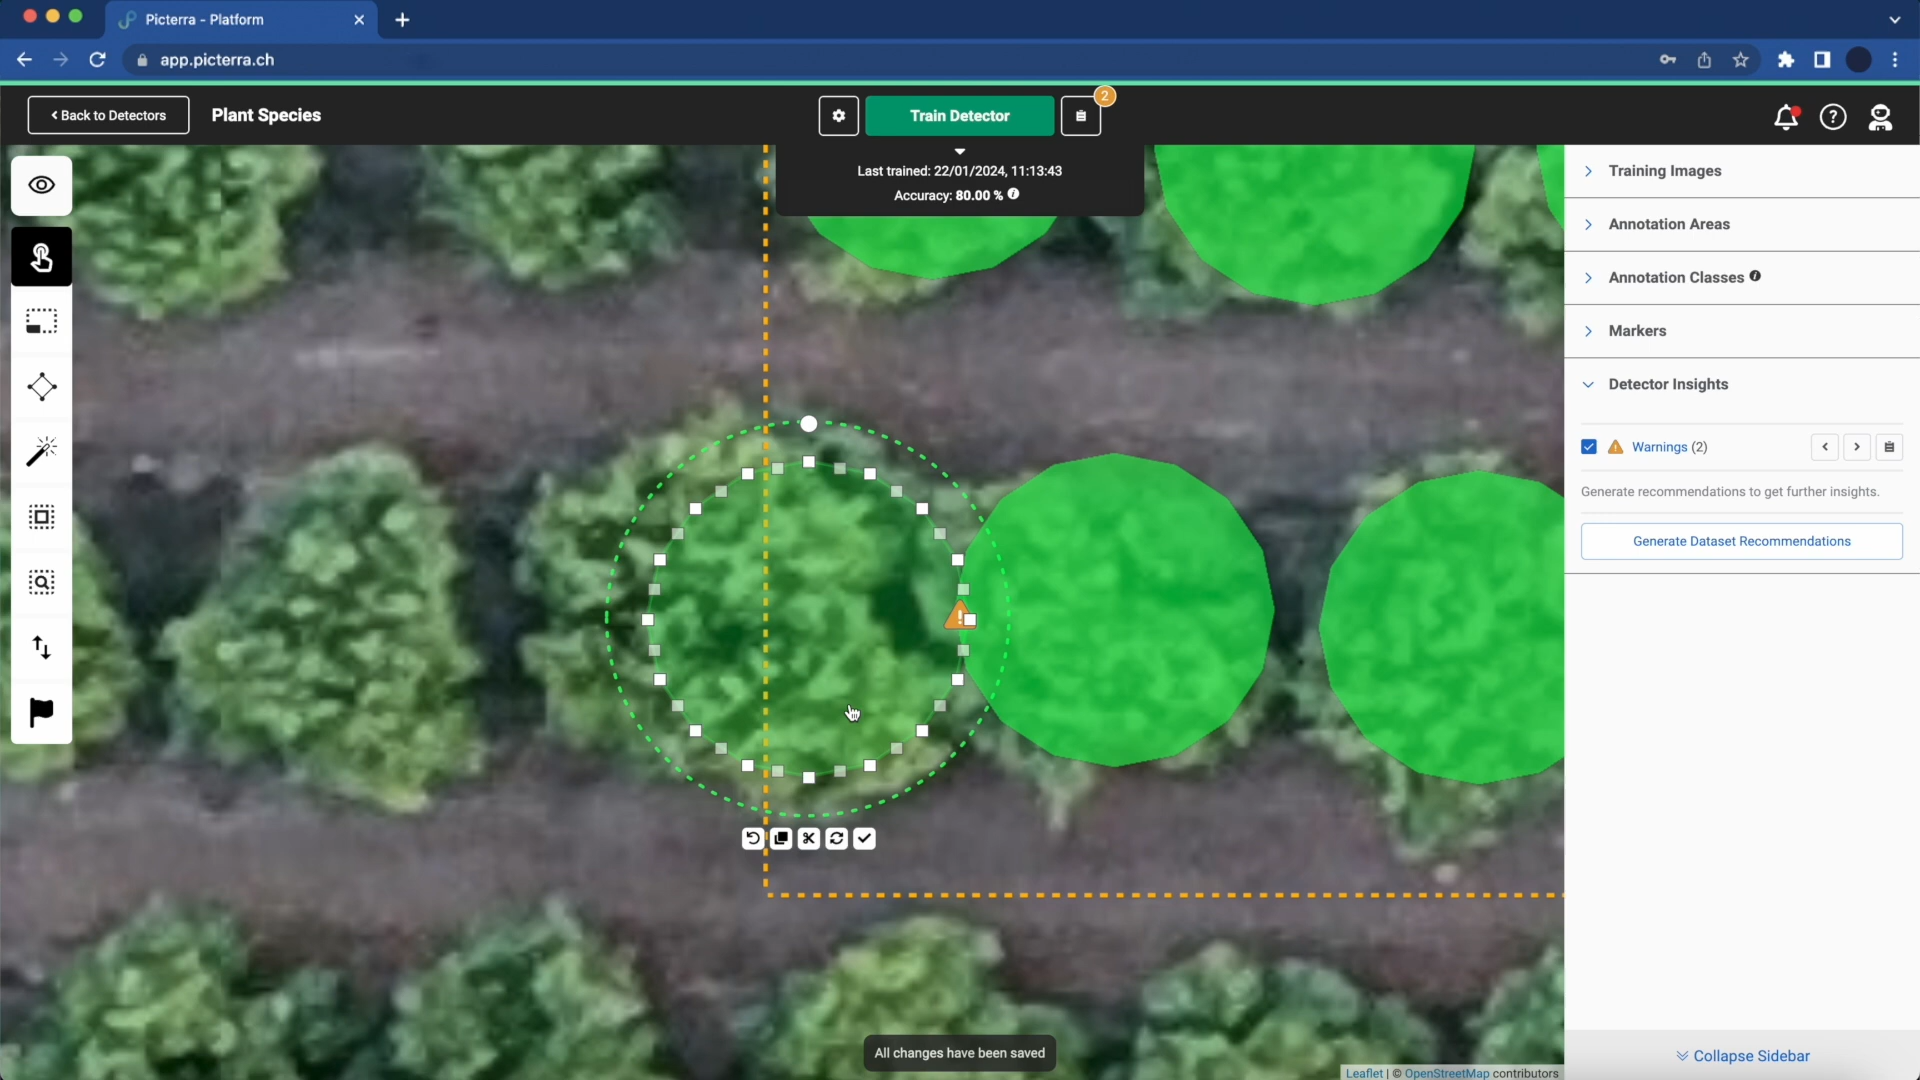 Picterra - Platform
app.picterra.ch
Back to Detectors
Plant Species
Train Detector
2
Last trained: 22/01/2024, 11:13:43
Accuracy: 80.00 %
Training Images
Annotation Areas
Annotation Classes
Markers
Detector Insights
Warnings (2)
Generate recommendations to get further insights.
Generate Dataset Recommendations
All changes have been saved
Collapse Sidebar
Leaflet | © OpenStreetMap contributors